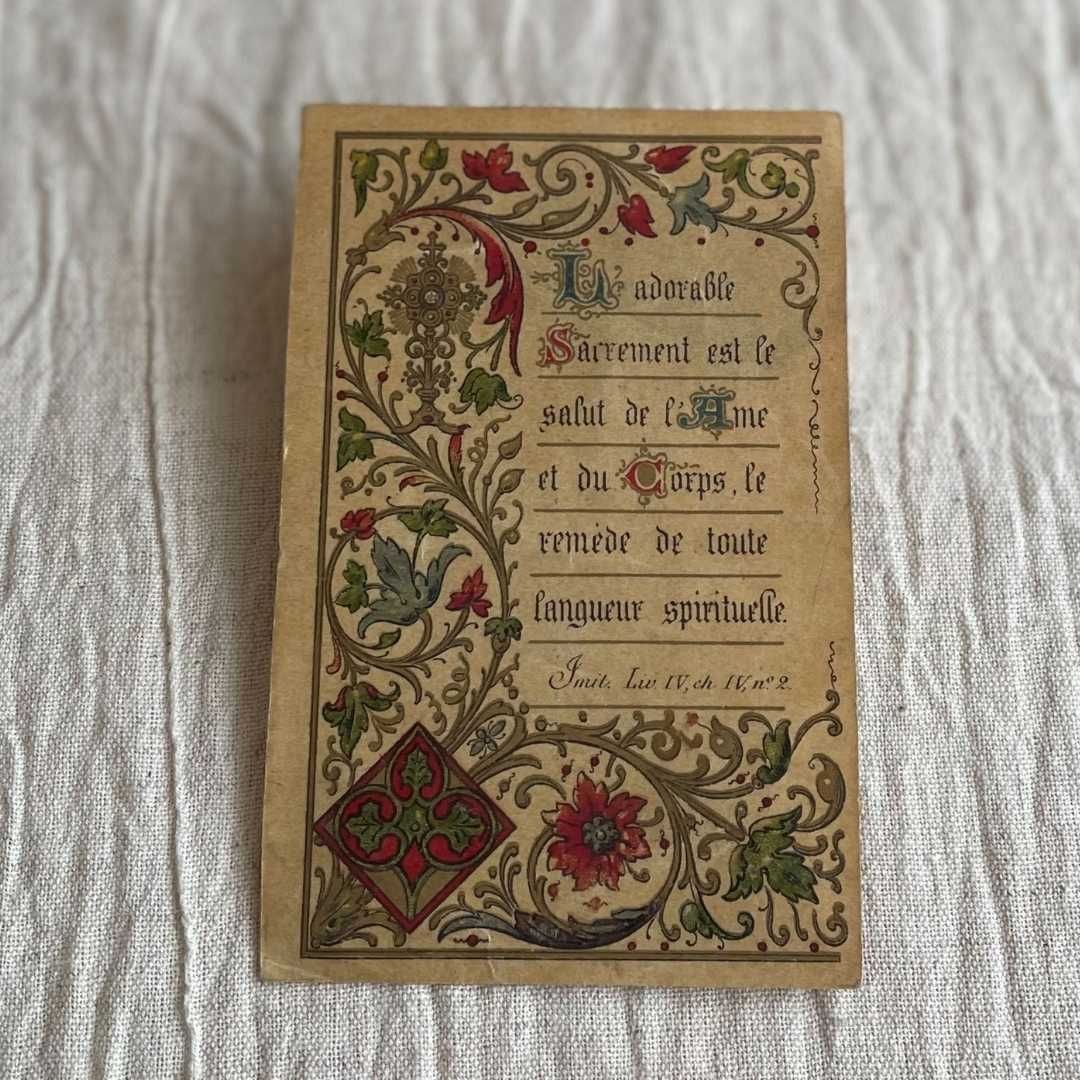 L'adorable
Sacrement est le
salut de l'Ame
et du Corps, le
remède de toute
langueur spirituelle.
Imit. Liv IV, ch IV, nº 2.